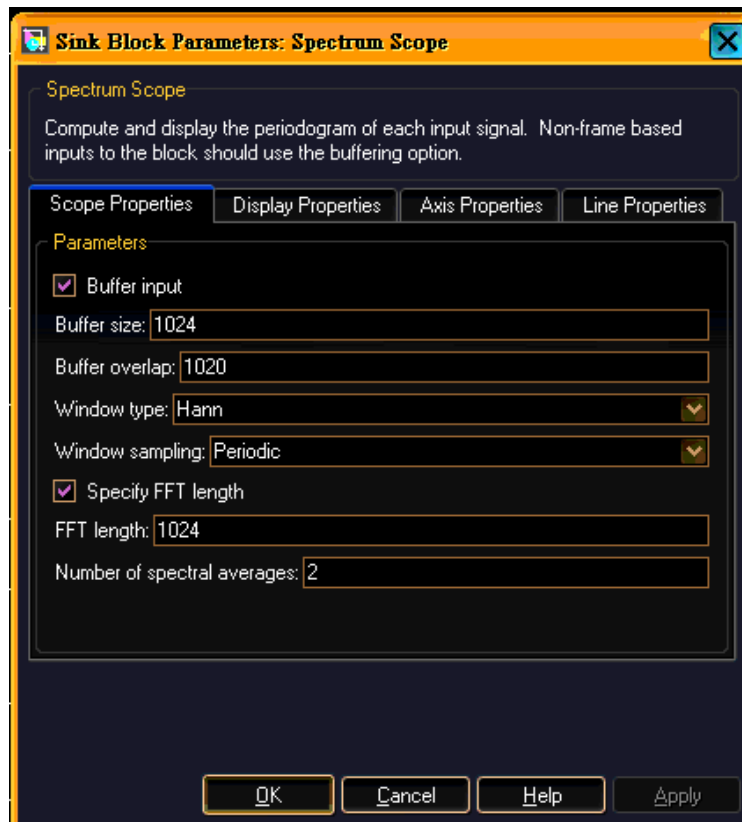 Sink Block Parameters: Spectrum Scope
Spectrum Scope
Compute and display the periodogram of each input signal. Non-frame based
inputs to the block should use the buffering option.
Scope Properties Display Properties Axis Properties Line Properties
Parameters
Buffer input
Buffer size: 1024
Buffer overlap: 1020
Window type: Hann
Window sampling: Periodic
Specify FFT length
FFT length: 1024
Number of spectral averages: 2
OK Cancel Help Apply